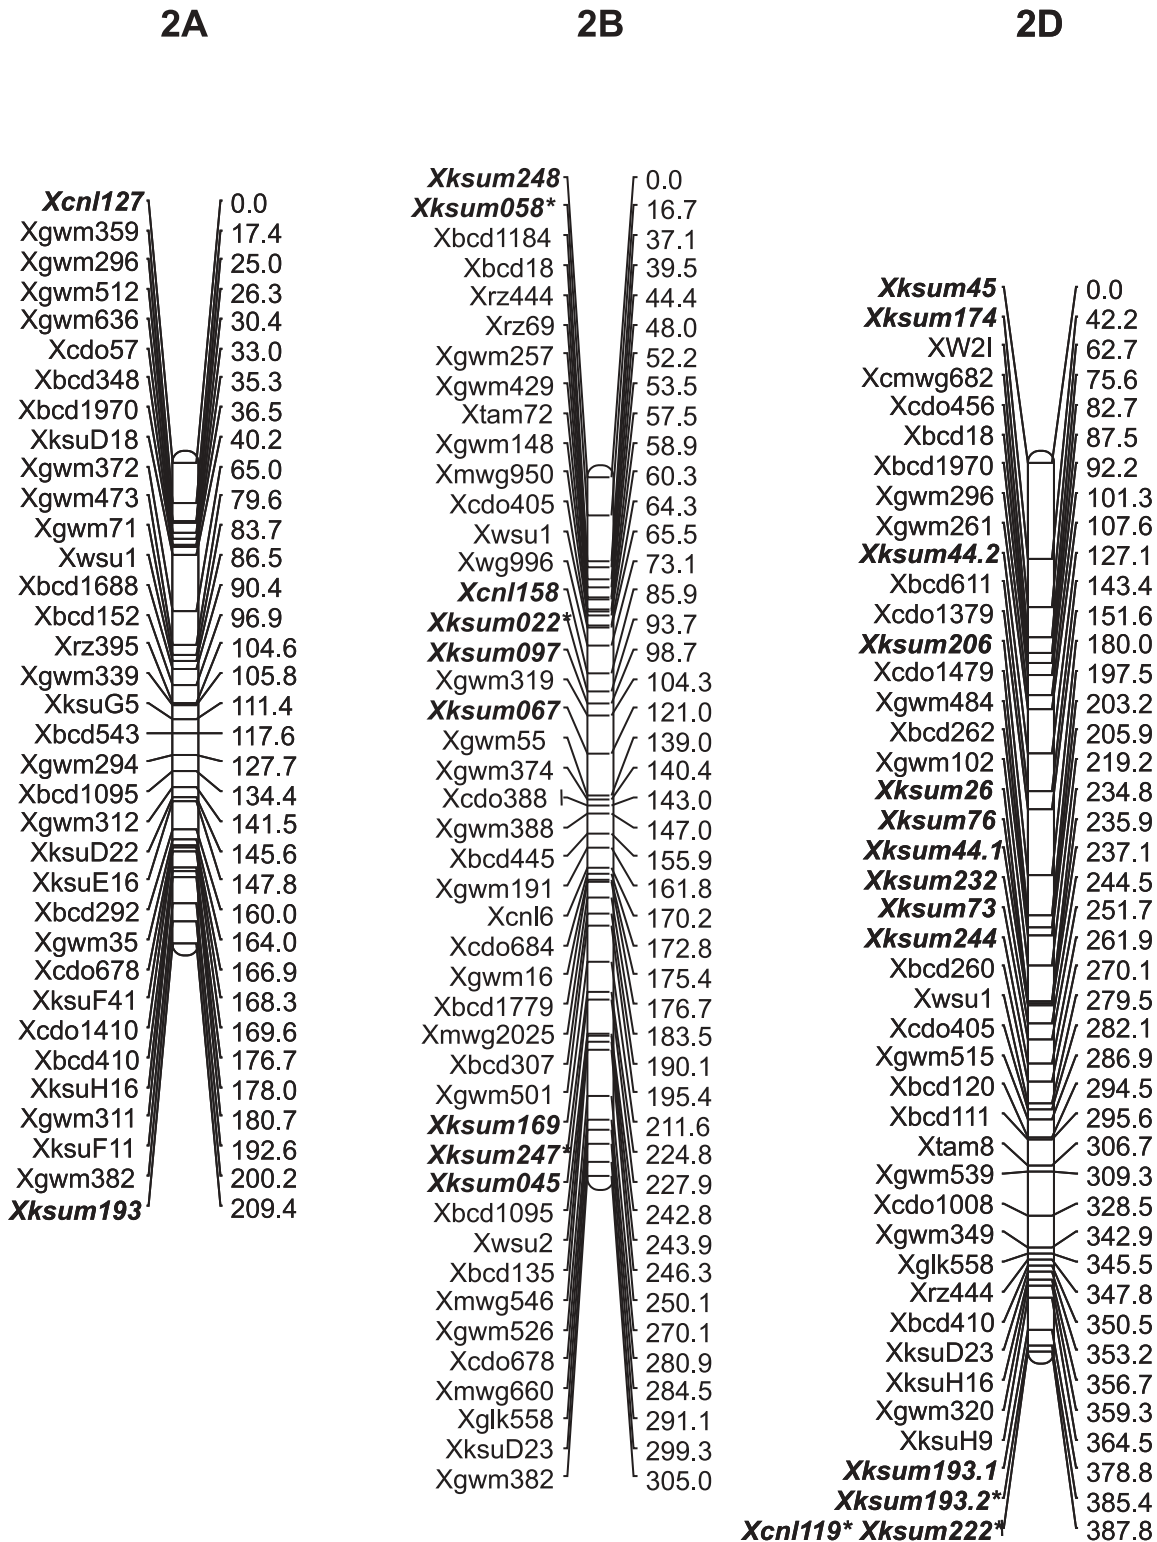 2A
Xcnl127 0.0
Xgwm359 17.4
Xgwm296 25.0
Xgwm512 26.3
Xgwm636 30.4
Xcdo57 33.0
Xbcd348 35.3
Xbcd1970 36.5
XksuD18 40.2
Xgwm372 65.0
Xgwm473 79.6
Xgwm71 83.7
Xwsu1 86.5
Xbcd1688 90.4
Xbcd152 96.9
Xrz395 104.6
Xgwm339 105.8
XksuG5 111.4
Xbcd543 117.6
Xgwm294 127.7
Xbcd1095 134.4
Xgwm312 141.5
XksuD22 145.6
XksuE16 147.8
Xbcd292 160.0
Xgwm35 164.0
Xcdo678 166.9
XksuF41 168.3
Xcdo1410 169.6
Xbcd410 176.7
XksuH16 178.0
Xgwm311 180.7
XksuF11 192.6
Xgwm382 200.2
Xksum193 209.4
2B
Xksum248 0.0
Xksum058* 16.7
Xbcd1184 37.1
Xbcd18 39.5
Xrz444 44.4
Xrz69 48.0
Xgwm257 52.2
Xgwm429 53.5
Xtam72 57.5
Xgwm148 58.9
Xmwg950 60.3
Xcdo405 64.3
Xwsu1 65.5
Xwg996 73.1
Xcnl158 85.9
Xksum022* 93.7
Xksum097 98.7
Xgwm319 104.3
Xksum067 121.0
Xgwm55 139.0
Xgwm374 140.4
Xcdo388 143.0
Xgwm388 147.0
Xbcd445 155.9
Xgwm191 161.8
Xcnl6 170.2
Xcdo684 172.8
Xgwm16 175.4
Xbcd1779 176.7
Xmwg2025 183.5
Xbcd307 190.1
Xgwm501 195.4
Xksum169 211.6
Xksum247* 224.8
Xksum045 227.9
Xbcd1095 242.8
Xwsu2 243.9
Xbcd135 246.3
Xmwg546 250.1
Xgwm526 270.1
Xcdo678 280.9
Xmwg660 284.5
Xglk558 291.1
XksuD23 299.3
Xgwm382 305.0
2D
Xksum45 0.0
Xksum174 42.2
XW2I 62.7
Xcmwg682 75.6
Xcdo456 82.7
Xbcd18 87.5
Xbcd1970 92.2
Xgwm296 101.3
Xgwm261 107.6
Xksum44.2 127.1
Xbcd611 143.4
Xcdo1379 151.6
Xksum206 180.0
Xcdo1479 197.5
Xgwm484 203.2
Xbcd262 205.9
Xgwm102 219.2
Xksum26 234.8
Xksum76 235.9
Xksum44.1 237.1
Xksum232 244.5
Xksum73 251.7
Xksum244 261.9
Xbcd260 270.1
Xwsu1 279.5
Xcdo405 282.1
Xgwm515 286.9
Xbcd120 294.5
Xbcd111 295.6
Xtam8 306.7
Xgwm539 309.3
Xcdo1008 328.5
Xgwm349 342.9
Xglk558 345.5
Xrz444 347.8
Xbcd410 350.5
XksuD23 353.2
XksuH16 356.7
Xgwm320 359.3
XksuH9 364.5
Xksum193.1 378.8
Xksum193.2* 385.4
Xcnl119* Xksum222* 387.8